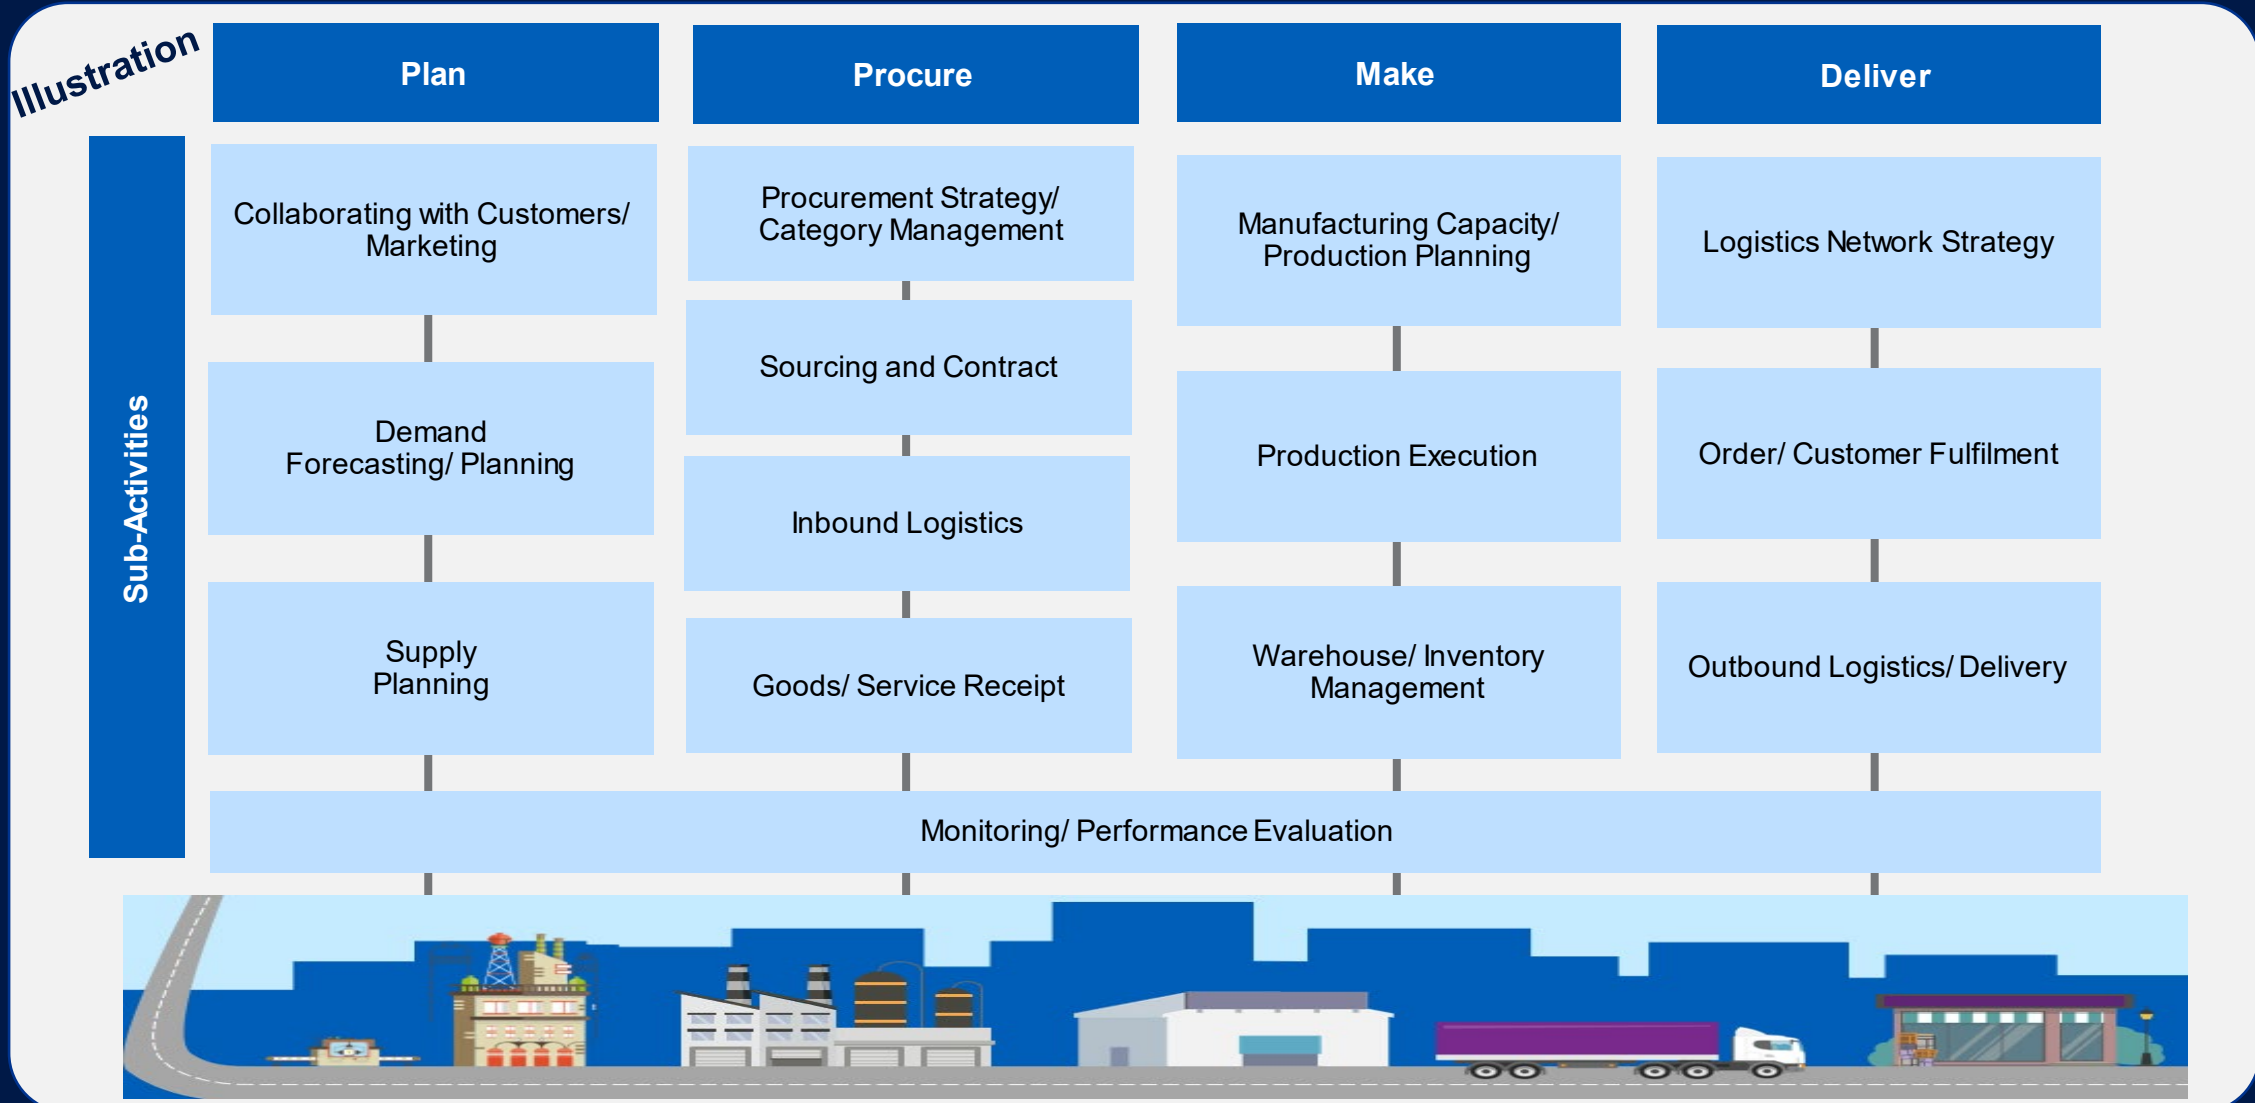 Illustration
Plan
Procure
Make
Deliver
Sub-Activities
Collaborating with Customers/
Marketing
Demand
Forecasting/ Planning
Supply
Planning
Procurement Strategy/
Category Management
Sourcing and Contract
Inbound Logistics
Goods/ Service Receipt
Manufacturing Capacity/
Production Planning
Production Execution
Warehouse/ Inventory
Management
Logistics Network Strategy
Order/ Customer Fulfilment
Outbound Logistics/ Delivery
Monitoring/ Performance Evaluation